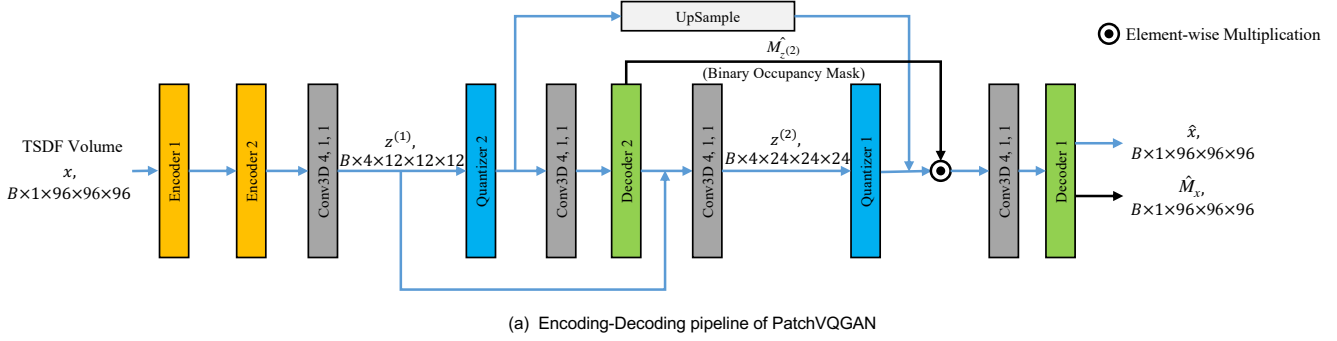 UpSample
Element-wise Multiplication
M̂_{z^{(2)}}
(Binary Occupancy Mask)
TSDF Volume
x,
B×1×96×96×96
Encoder 1
Encoder 2
Conv3D 4, 1, 1
z^{(1)},
B×4×12×12×12
Quantizer 2
Conv3D 4, 1, 1
Decoder 2
Conv3D 4, 1, 1
z^{(2)},
B×4×24×24×24
Quantizer 1
Conv3D 4, 1, 1
Decoder 1
x̂,
B×1×96×96×96
M̂_x,
B×1×96×96×96
(a) Encoding-Decoding pipeline of PatchVQGAN